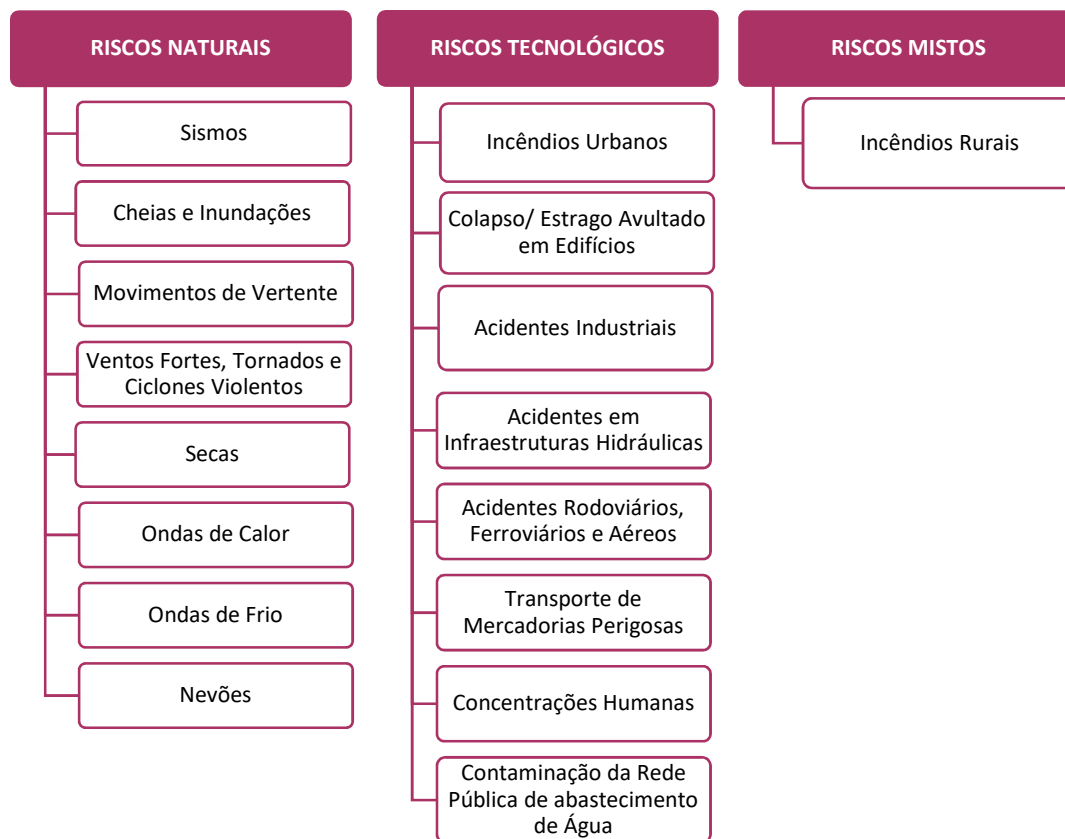 RISCOS NATURAIS
Sismos
Cheias e Inundações
Movimentos de Vertente
Ventos Fortes, Tornados e
Ciclones Violentos
Secas
Ondas de Calor
Ondas de Frio
Nevões
RISCOS TECNOLÓGICOS
Incêndios Urbanos
Colapso/ Estrago Avultado
em Edifícios
Acidentes Industriais
Acidentes em
Infraestruturas Hidráulicas
Acidentes Rodoviários,
Ferroviários e Aéreos
Transporte de
Mercadorias Perigosas
Concentrações Humanas
Contaminação da Rede
Pública de abastecimento
de Água
RISCOS MISTOS
Incêndios Rurais